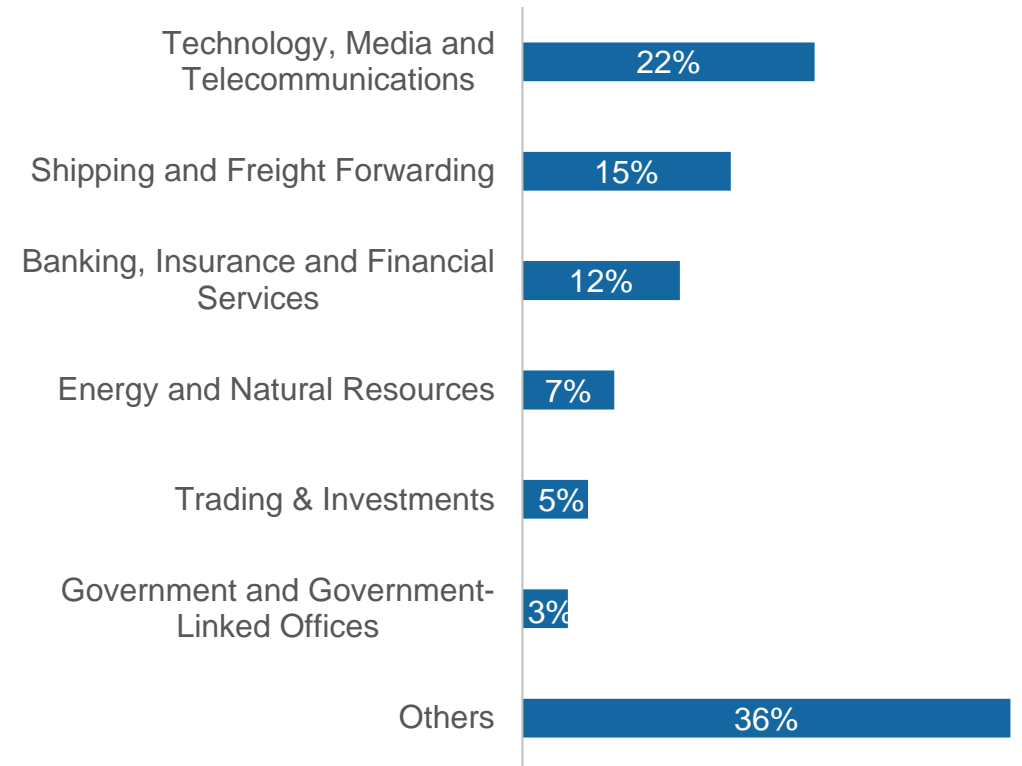 Technology, Media and
Telecommunications
22%
Shipping and Freight Forwarding
15%
Banking, Insurance and Financial
Services
12%
Energy and Natural Resources
7%
Trading & Investments
5%
Government and Government-
Linked Offices
3%
Others
36%